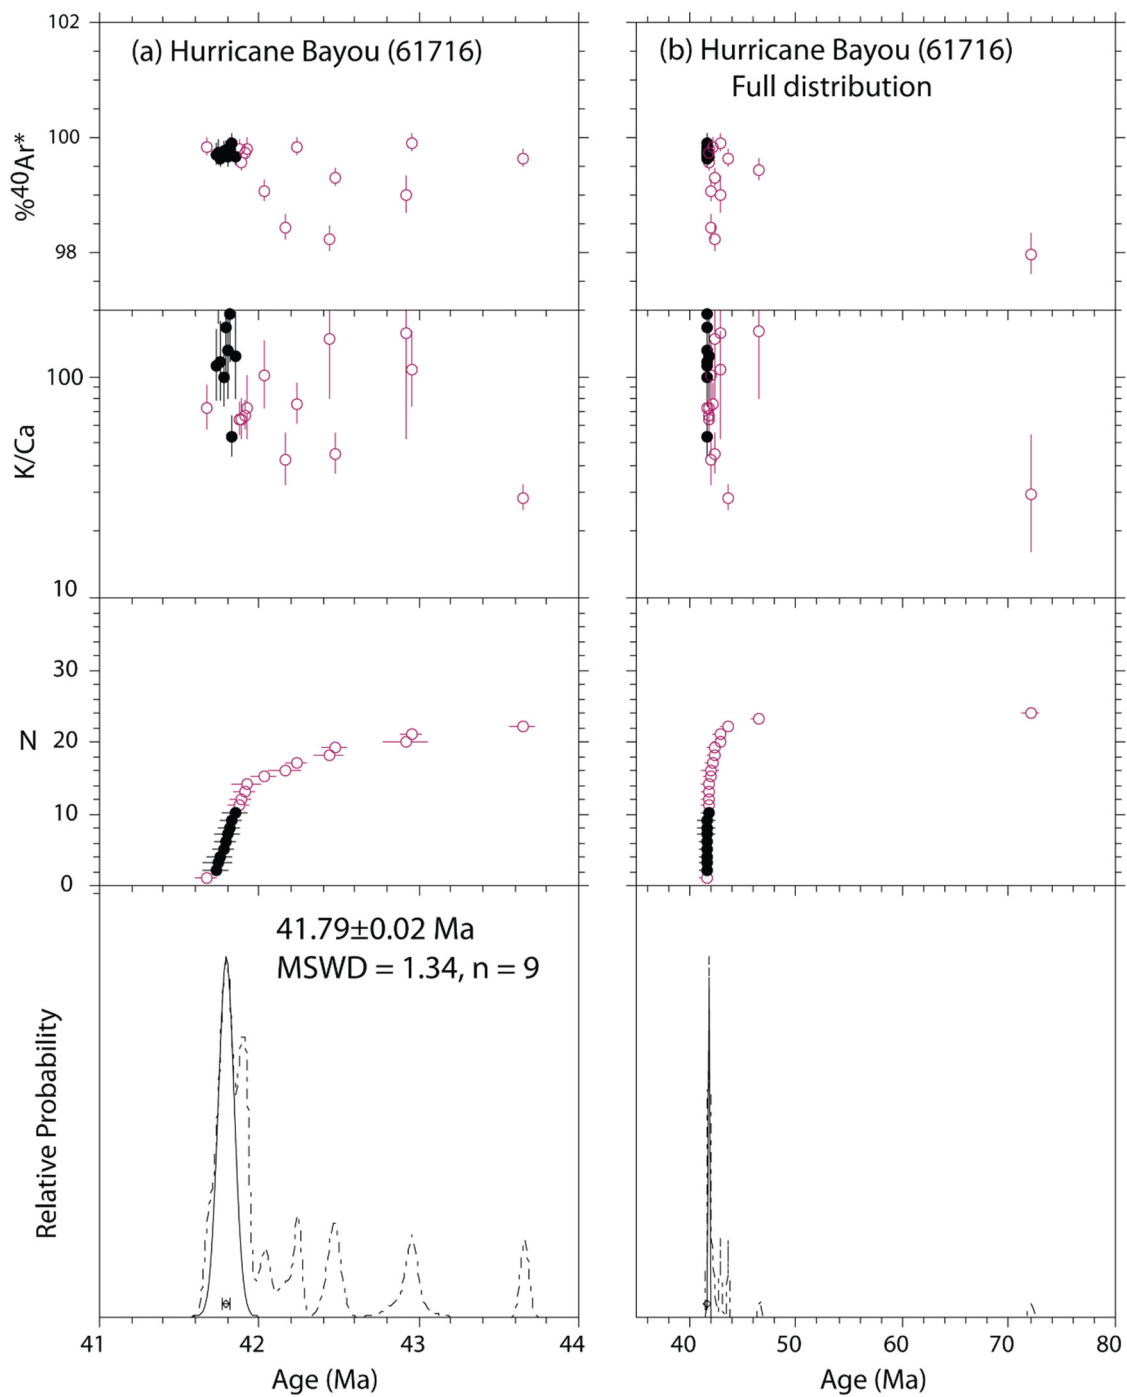 (a) Hurricane Bayou (61716)
(b) Hurricane Bayou (61716)
Full distribution
102
100
98
%⁴⁰Ar*
100
10
K/Ca
30
20
10
0
N
41.79±0.02 Ma
MSWD = 1.34, n = 9
Relative Probability
41 42 43 44
Age (Ma)
40 50 60 70 80
Age (Ma)